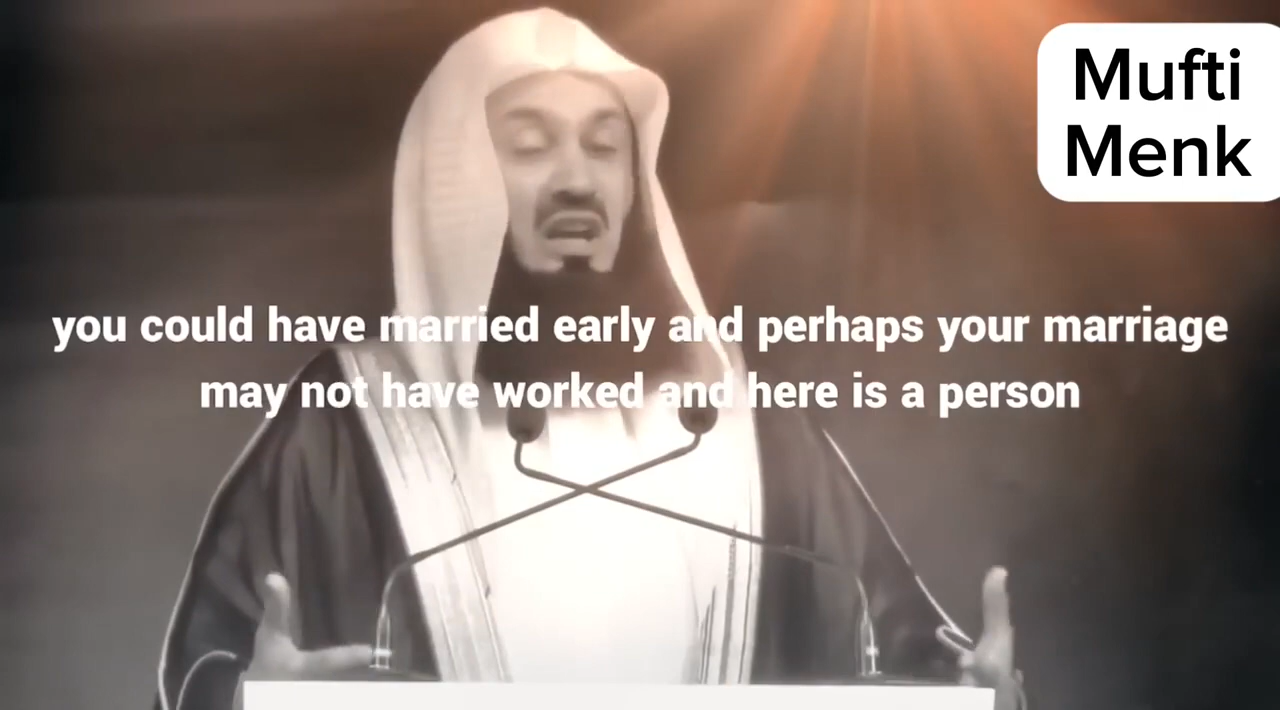 Mufti
Menk
you could have married early and perhaps your marriage
may not have worked and here is a person